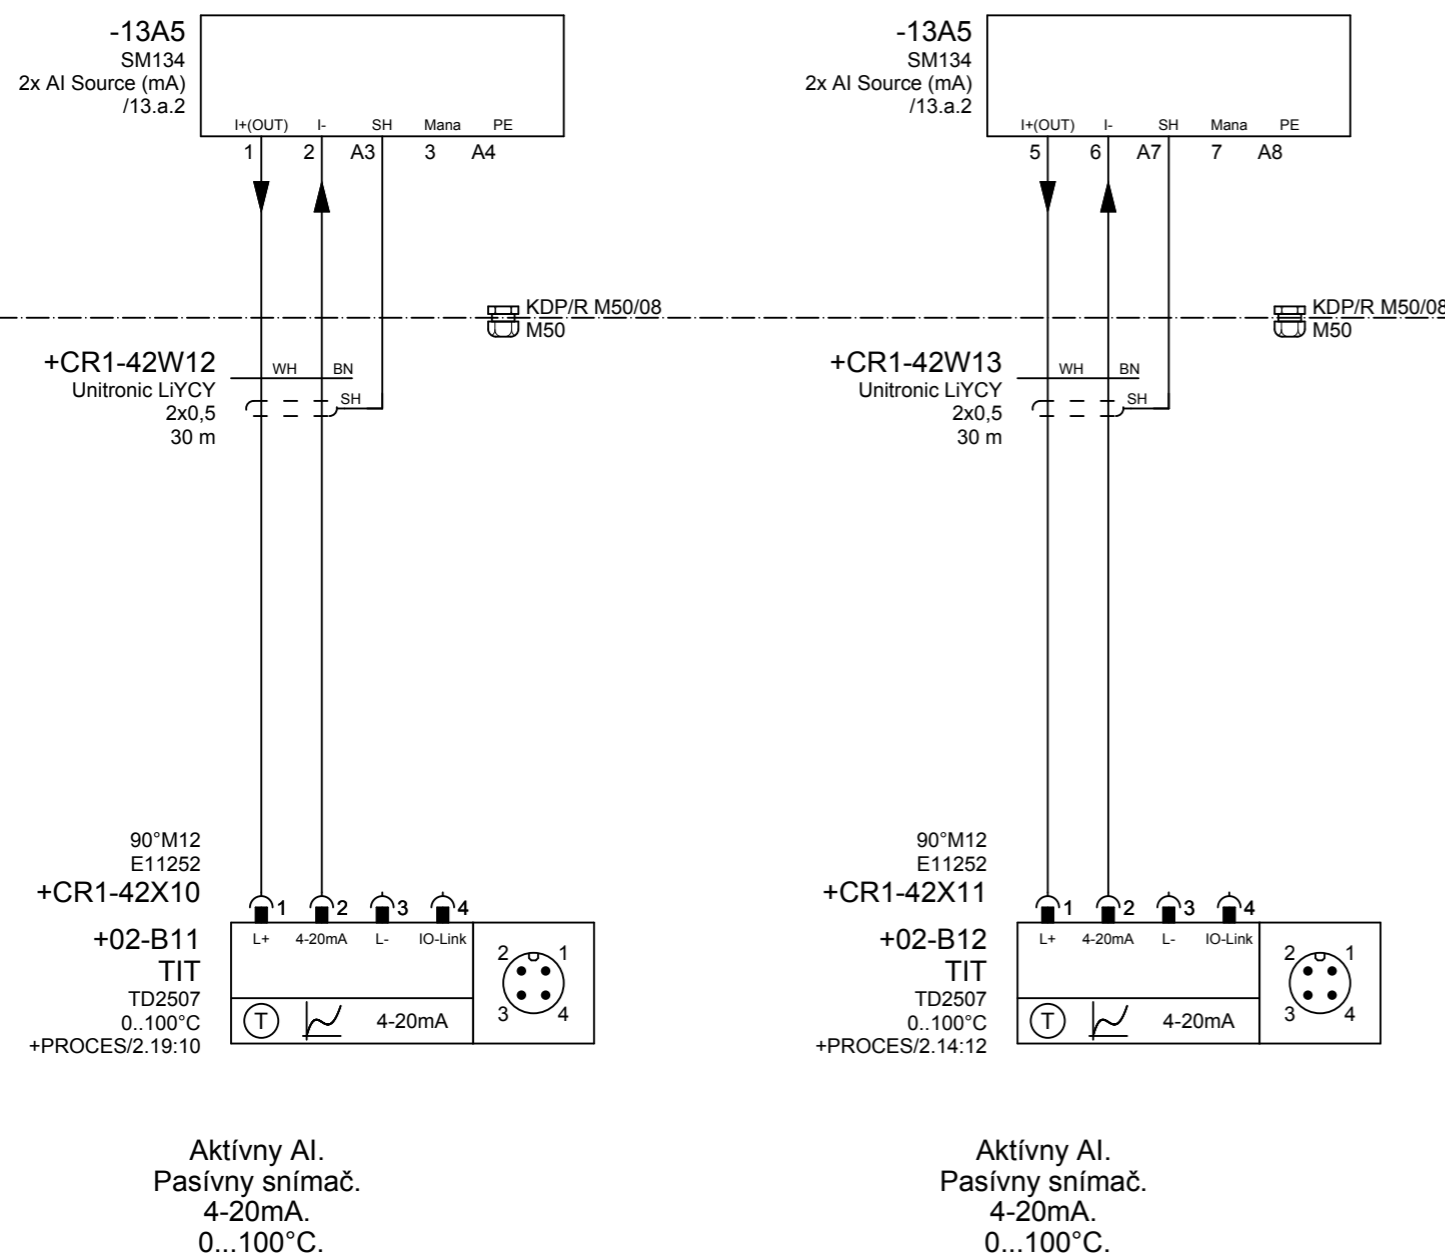 -13A5
SM134
2x AI Source (mA)
/13.a.2
I+(OUT) I- SH Mana PE
1 2 A3 3 A4
KDP/R M50/08
M50
+CR1-42W12
Unitronic LiYCY
2x0,5
30 m
WH BN
SH
90°M12
E11252
+CR1-42X10
1 2 3 4
+02-B11
TIT
TD2507
0..100°C
+PROCES/2.19:10
L+ 4-20mA L- IO-Link
T 4-20mA
2 1
3 4
Aktívny AI.
Pasívny snímač.
4-20mA.
0...100°C.
-13A5
SM134
2x AI Source (mA)
/13.a.2
I+(OUT) I- SH Mana PE
5 6 A7 7 A8
KDP/R M50/08
M50
+CR1-42W13
Unitronic LiYCY
2x0,5
30 m
WH BN
SH
90°M12
E11252
+CR1-42X11
1 2 3 4
+02-B12
TIT
TD2507
0..100°C
+PROCES/2.14:12
L+ 4-20mA L- IO-Link
T 4-20mA
2 1
3 4
Aktívny AI.
Pasívny snímač.
4-20mA.
0...100°C.